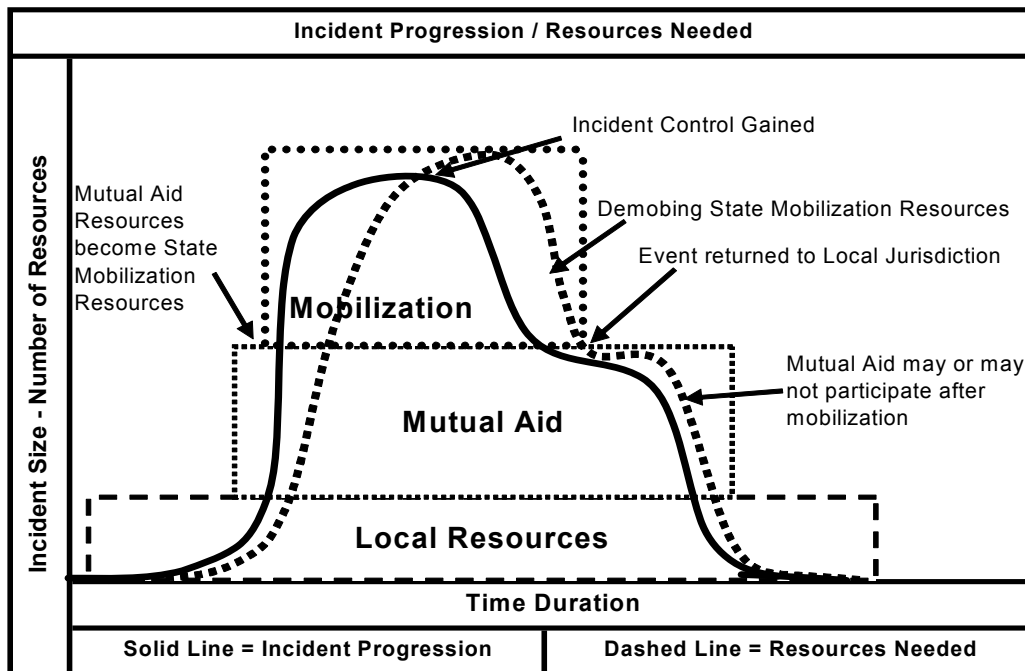 Incident Progression / Resources Needed
Incident Size - Number of Resources
Incident Control Gained
Mutual Aid
Resources
become State
Mobilization
Resources
Demobing State Mobilization Resources
Event returned to Local Jurisdiction
Mobilization
Mutual Aid may or may
not participate after
mobilization
Mutual Aid
Local Resources
Time Duration
Solid Line = Incident Progression
Dashed Line = Resources Needed